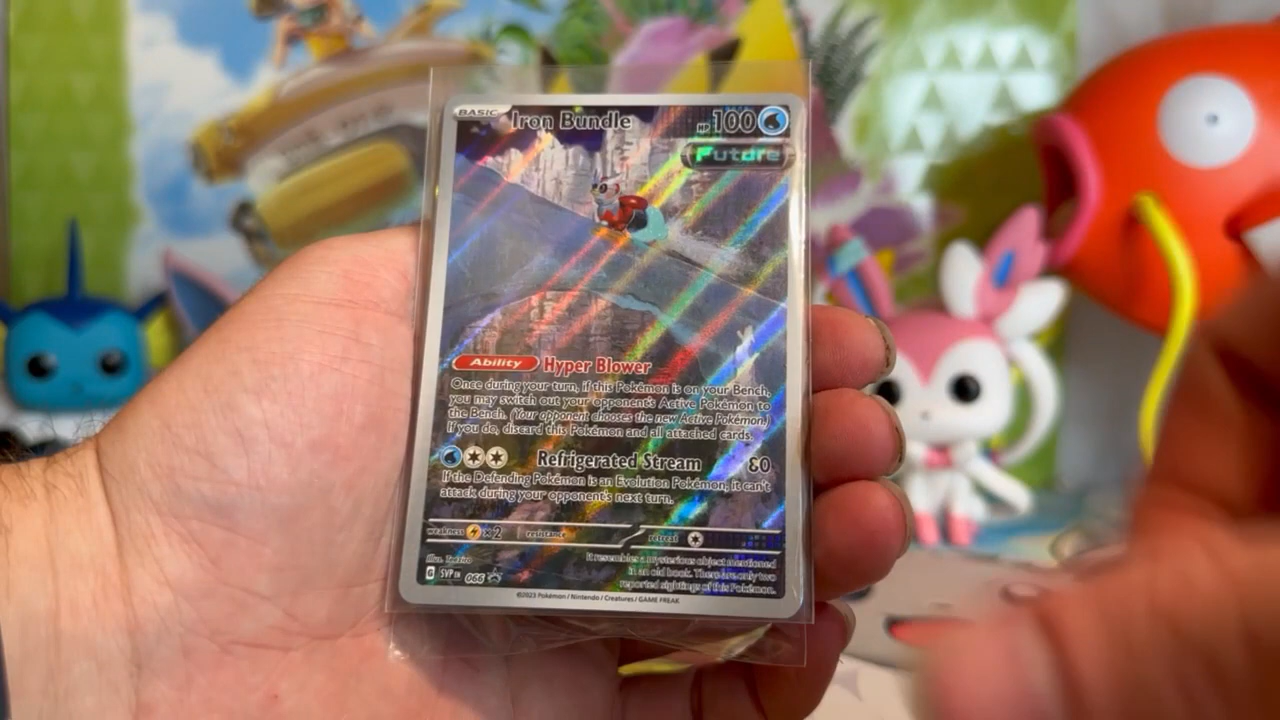 BASIC Iron Bundle HP 100
Future
Ability Hyper Blower
Once during your turn, if this Pokémon is on your Bench,
you may switch out your opponent's Active Pokémon to
the Bench. (Your opponent chooses the new Active Pokémon.)
If you do, discard this Pokémon and all attached cards.
Refrigerated Stream 80
If the Defending Pokémon is an Evolution Pokémon, it can't
attack during your opponent's next turn.
weakness ×2 resistance retreat
Illus. Teeziro
It resembles a mysterious object mentioned
in an old book. There are only two
reported sightings of this Pokémon.
G SVP EN 066
©2023 Pokémon / Nintendo / Creatures / GAME FREAK